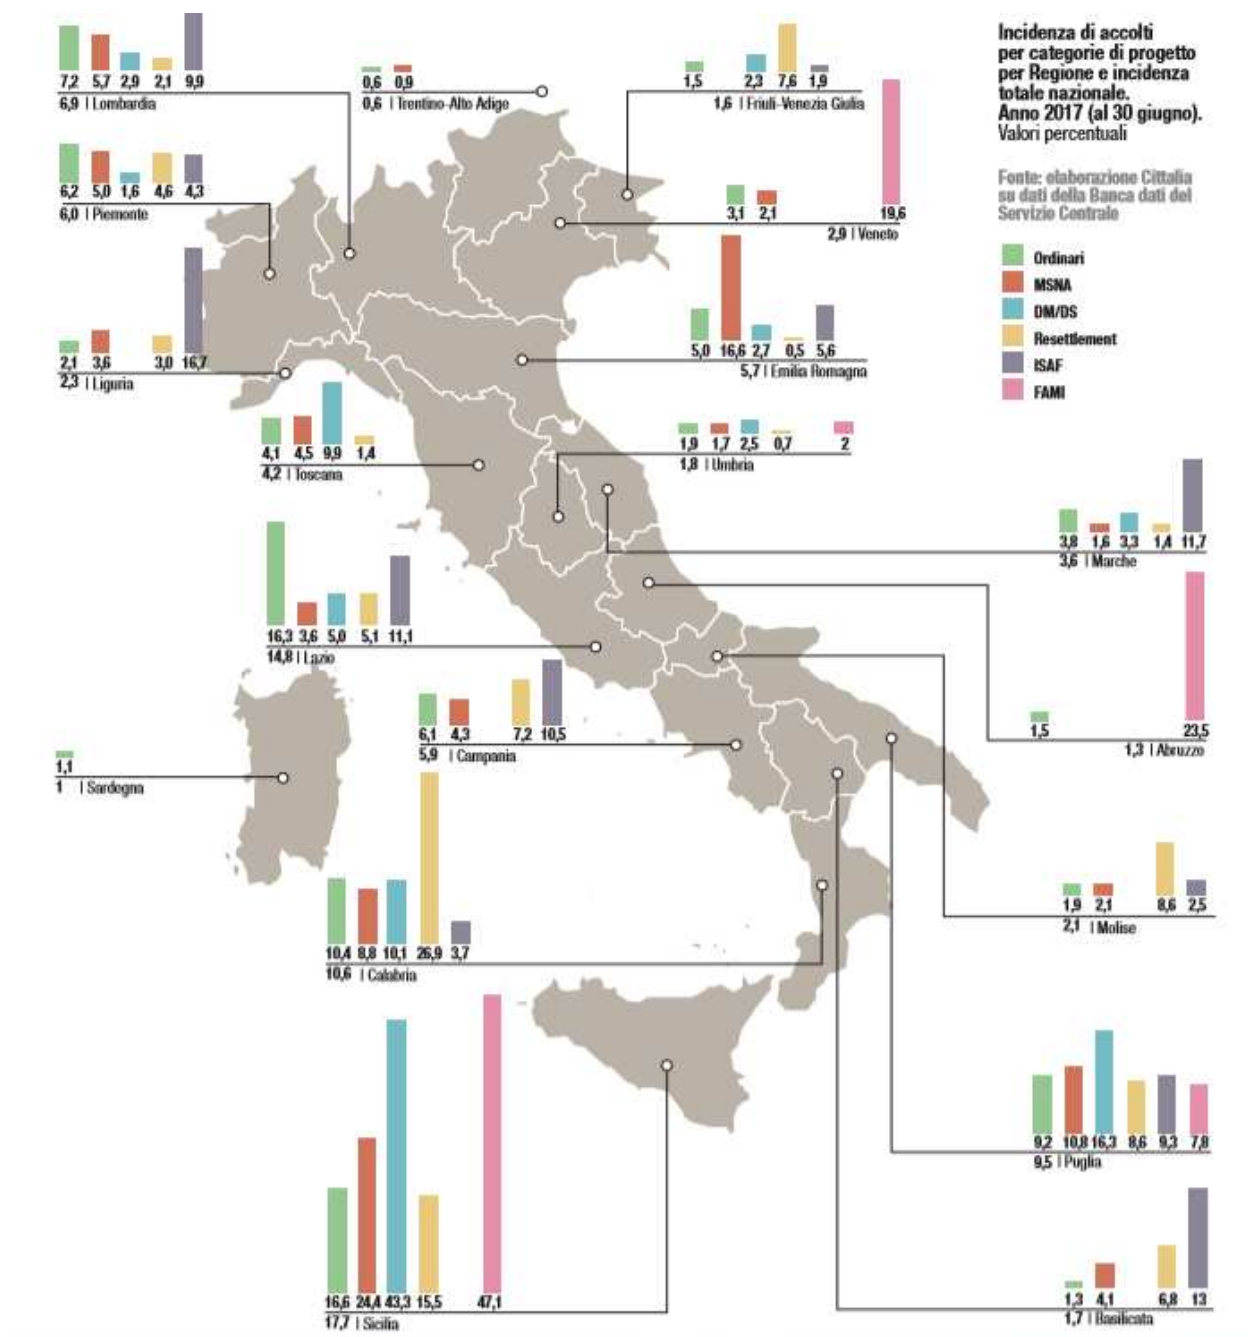 Incidenza di accolti
per categorie di progetto
per Regione e incidenza
totale nazionale.
Anno 2017 (al 30 giugno).
Valori percentuali
Fonte: elaborazione Cittalia
su dati della Banca dati del
Servizio Centrale
Ordinari
MSNA
DM/DS
Resettlement
ISAF
FAMI
7,2 5,7 2,9 2,1 9,9
6,9 | Lombardia
0,6 0,9
0,6 | Trentino-Alto Adige
1,5 2,3 7,6 1,9
1,6 | Friuli-Venezia Giulia
6,2 5,0 1,6 4,6 4,3
6,0 | Piemonte
3,1 2,1 19,6
2,9 | Veneto
2,1 3,6 3,0 16,7
2,3 | Liguria
5,0 16,6 2,7 0,5 5,6
5,7 | Emilia Romagna
4,1 4,5 9,9 1,4
4,2 | Toscana
1,9 1,7 2,5 0,7 2
1,8 | Umbria
3,8 1,6 3,3 1,4 11,7
3,6 | Marche
16,3 3,6 5,0 5,1 11,1
14,8 | Lazio
1,5 23,5
1,3 | Abruzzo
6,1 4,3 7,2 10,5
5,9 | Campania
1,1
1 | Sardegna
1,9 2,1 8,6 2,5
2,1 | Molise
10,4 8,8 10,1 26,9 3,7
10,6 | Calabria
9,2 10,8 16,3 8,6 9,3 7,8
9,5 | Puglia
16,6 24,4 43,3 15,5 47,1
17,7 | Sicilia
1,3 4,1 6,8 13
1,7 | Basilicata